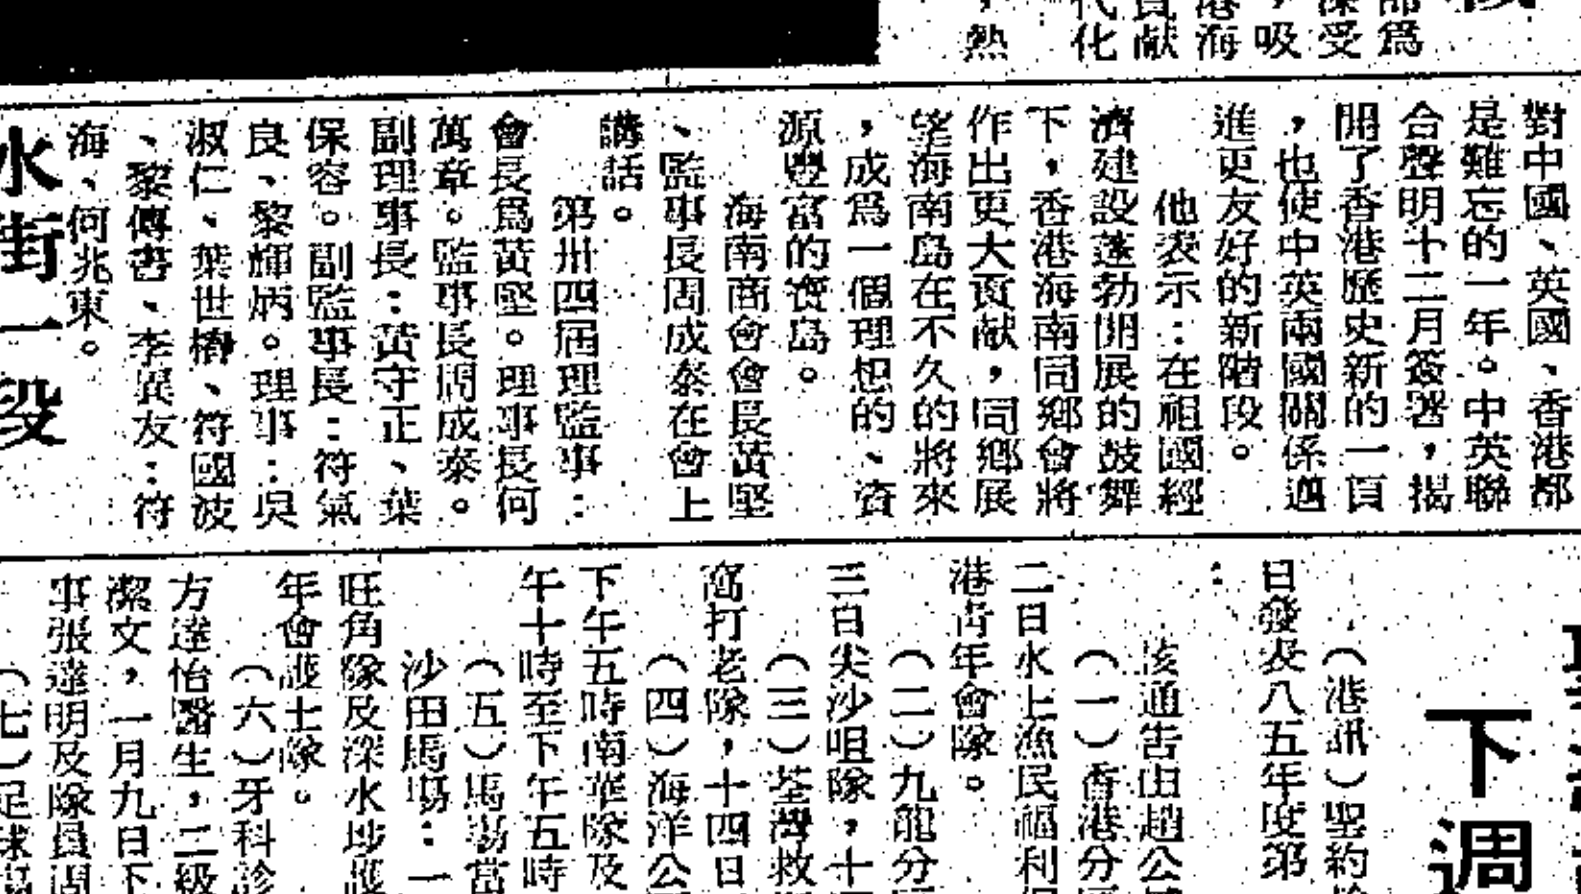 為
受
吸
港海
貢献
代化
，熱
對中國、英國、香港都
是難忘的一年。中英聯
合聲明十二月簽署，揭
開了香港歷史新的一頁
，也使中英兩國關係邁
進更友好的新階段。
他表示：在祖國經
濟建設蓬勃開展的鼓舞
下，香港海南同鄉會將
作出更大貢献，同鄉展
望海南島在不久的將來
，成為一個理想的、資
源豐富的寶島。
海南商會會長黃堅
、監事長周成泰在會上
講話。
第卅四屆理監事：
會長為黃堅。理事長何
萬章。監事長周成泰。
副理事長：黃守正、葉
保容。副監事長：符氣
良、黎輝炳。理事：吳
淑仁、葉世椿、符國波
、黎傳書、李異友：符
海、何兆東。
水街一段
下週
（港訊）聖約
日發表八五年度第
：
該通告由趙公
（一）香港分區
二日水上漁民福利
港青年會隊。
（二）九龍分
三日尖沙咀隊，十
（三）荃灣救
窩打老隊，十四日
（四）海洋公
下午五時南華隊及
午十時至下午五時
（五）馬場當
沙田馬場：一
旺角隊及深水埗護
年會護士隊。
（六）牙科診
方達怡醫生，二級
潔文，一月九日下
事張達明及隊員周
（七）足球